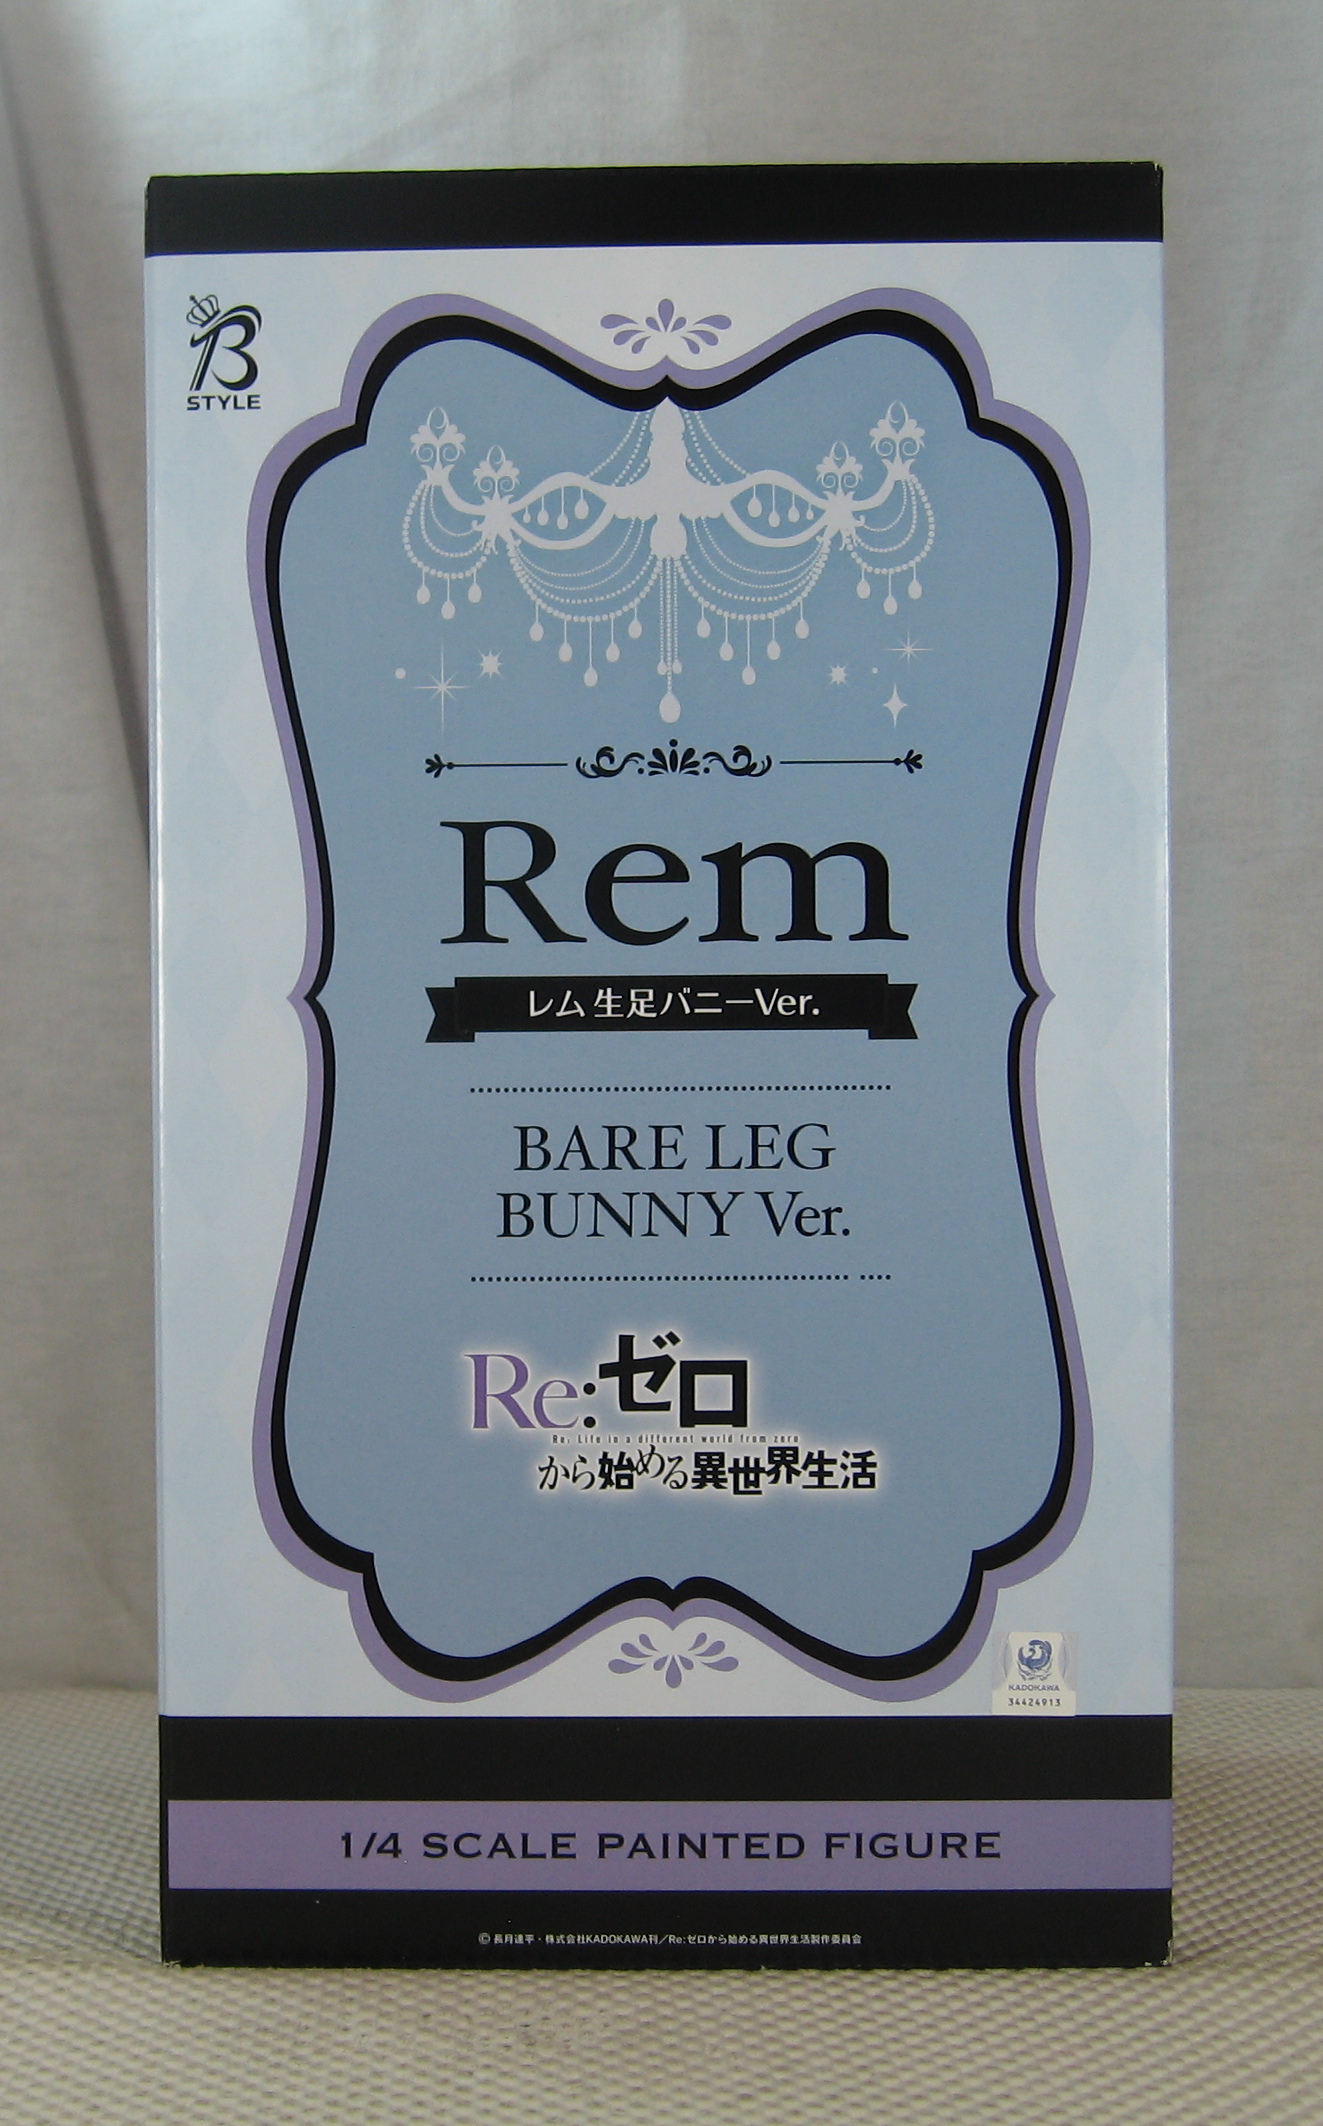 B
STYLE
Rem
レム 生足バニーVer.
BARE LEG
BUNNY Ver.
Re:ゼロ
Re: Life in a different world from zero
から始める異世界生活
KADOKAWA
34424913
1/4 SCALE PAINTED FIGURE
© 長月達平・株式会社KADOKAWA刊／Re:ゼロから始める異世界生活製作委員会